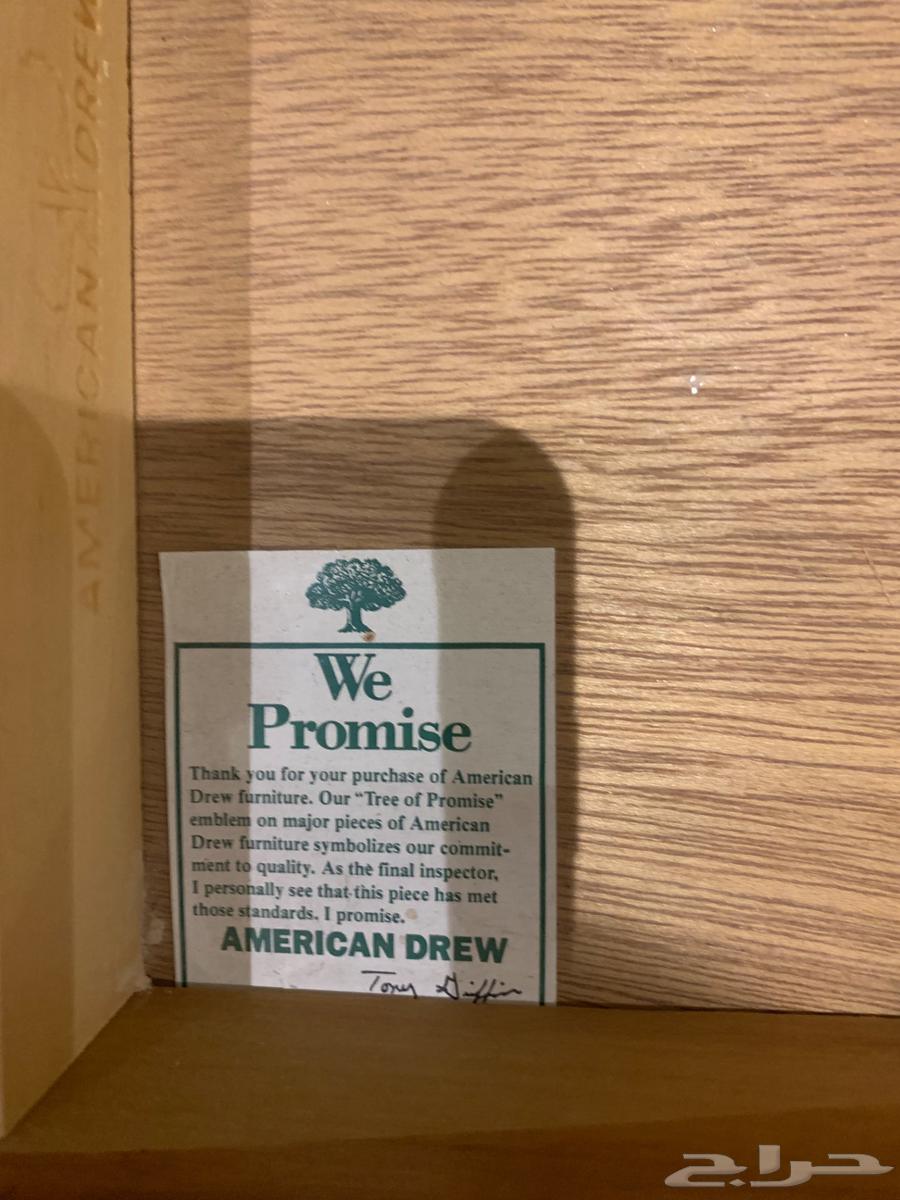 AMERICAN DREW
We
Promise
Thank you for your purchase of American
Drew furniture. Our “Tree of Promise”
emblem on major pieces of American
Drew furniture symbolizes our commit-
ment to quality. As the final inspector,
I personally see that this piece has met
those standards. I promise.
AMERICAN DREW
Tony Griffin
حراج